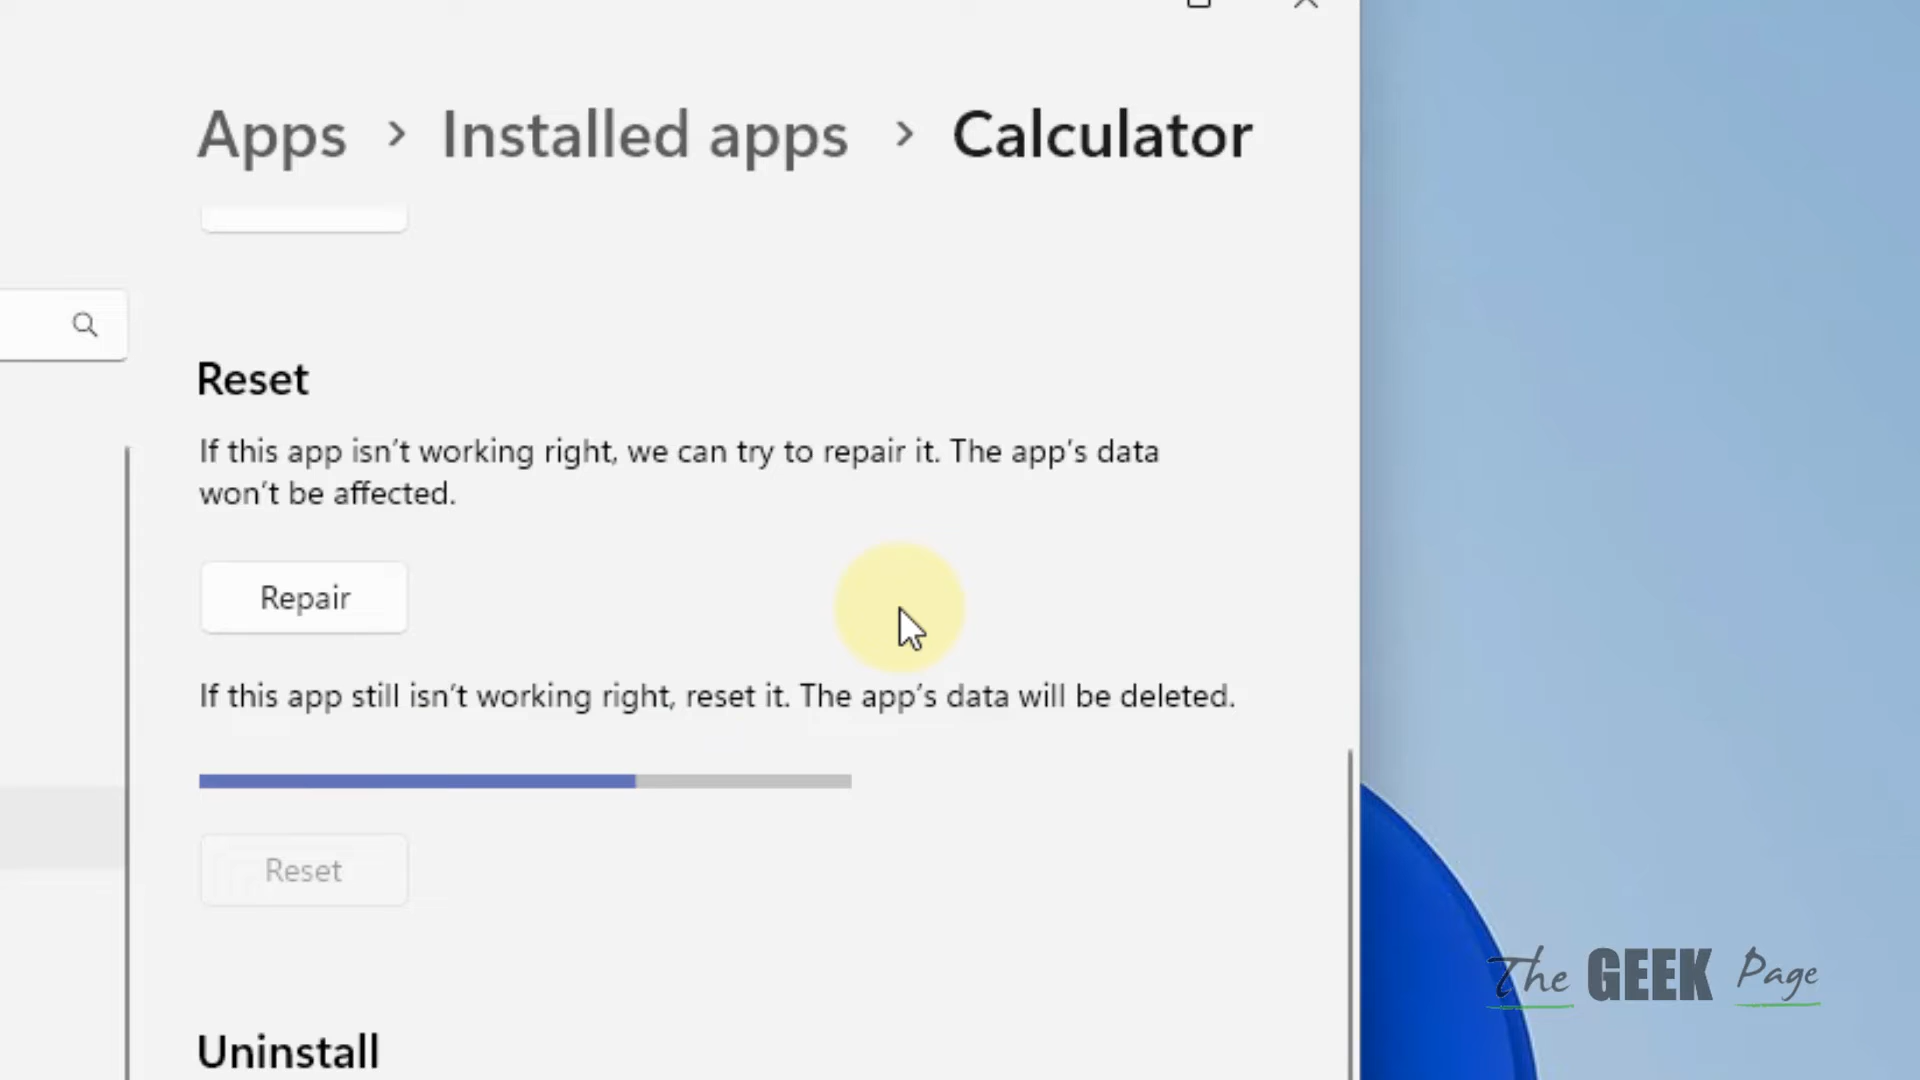 Apps > Installed apps > Calculator
Reset
If this app isn’t working right, we can try to repair it. The app’s data
won’t be affected.
Repair
If this app still isn’t working right, reset it. The app’s data will be deleted.
Reset
The GEEK Page
Uninstall